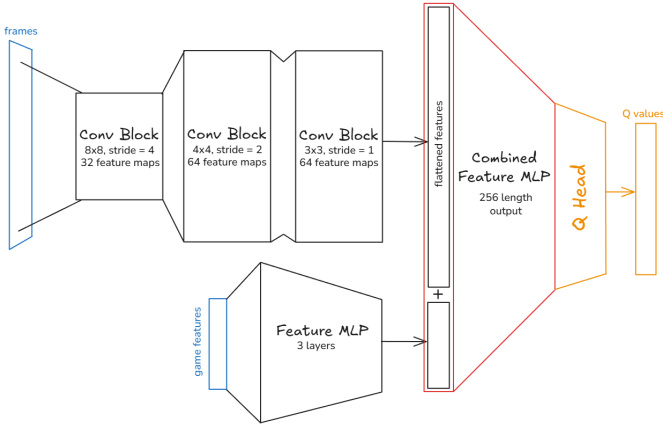 frames
Conv Block
8x8, stride = 4
32 feature maps
Conv Block
4x4, stride = 2
64 feature maps
Conv Block
3x3, stride = 1
64 feature maps
flattened features
+
Combined
Feature MLP
256 length
output
Q Head
Q values
game features
Feature MLP
3 layers